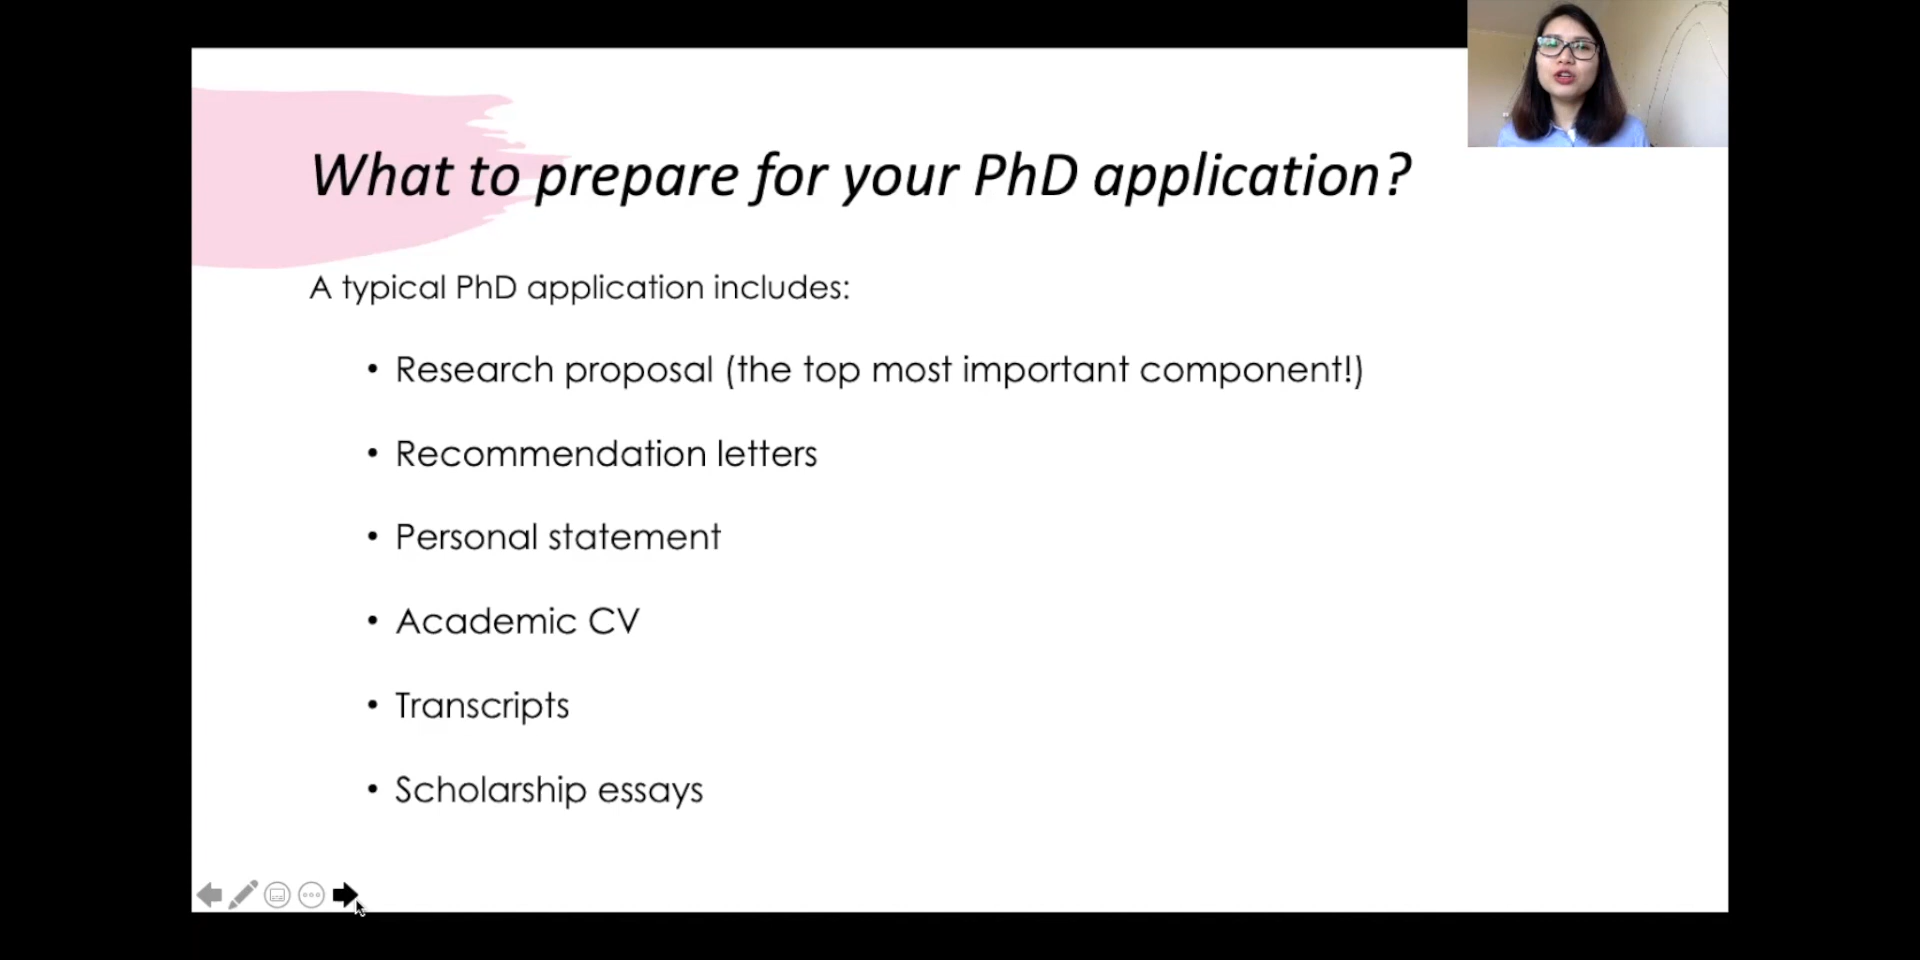 What to prepare for your PhD application?
A typical PhD application includes:
• Research proposal (the top most important component!)
• Recommendation letters
• Personal statement
• Academic CV
• Transcripts
• Scholarship essays